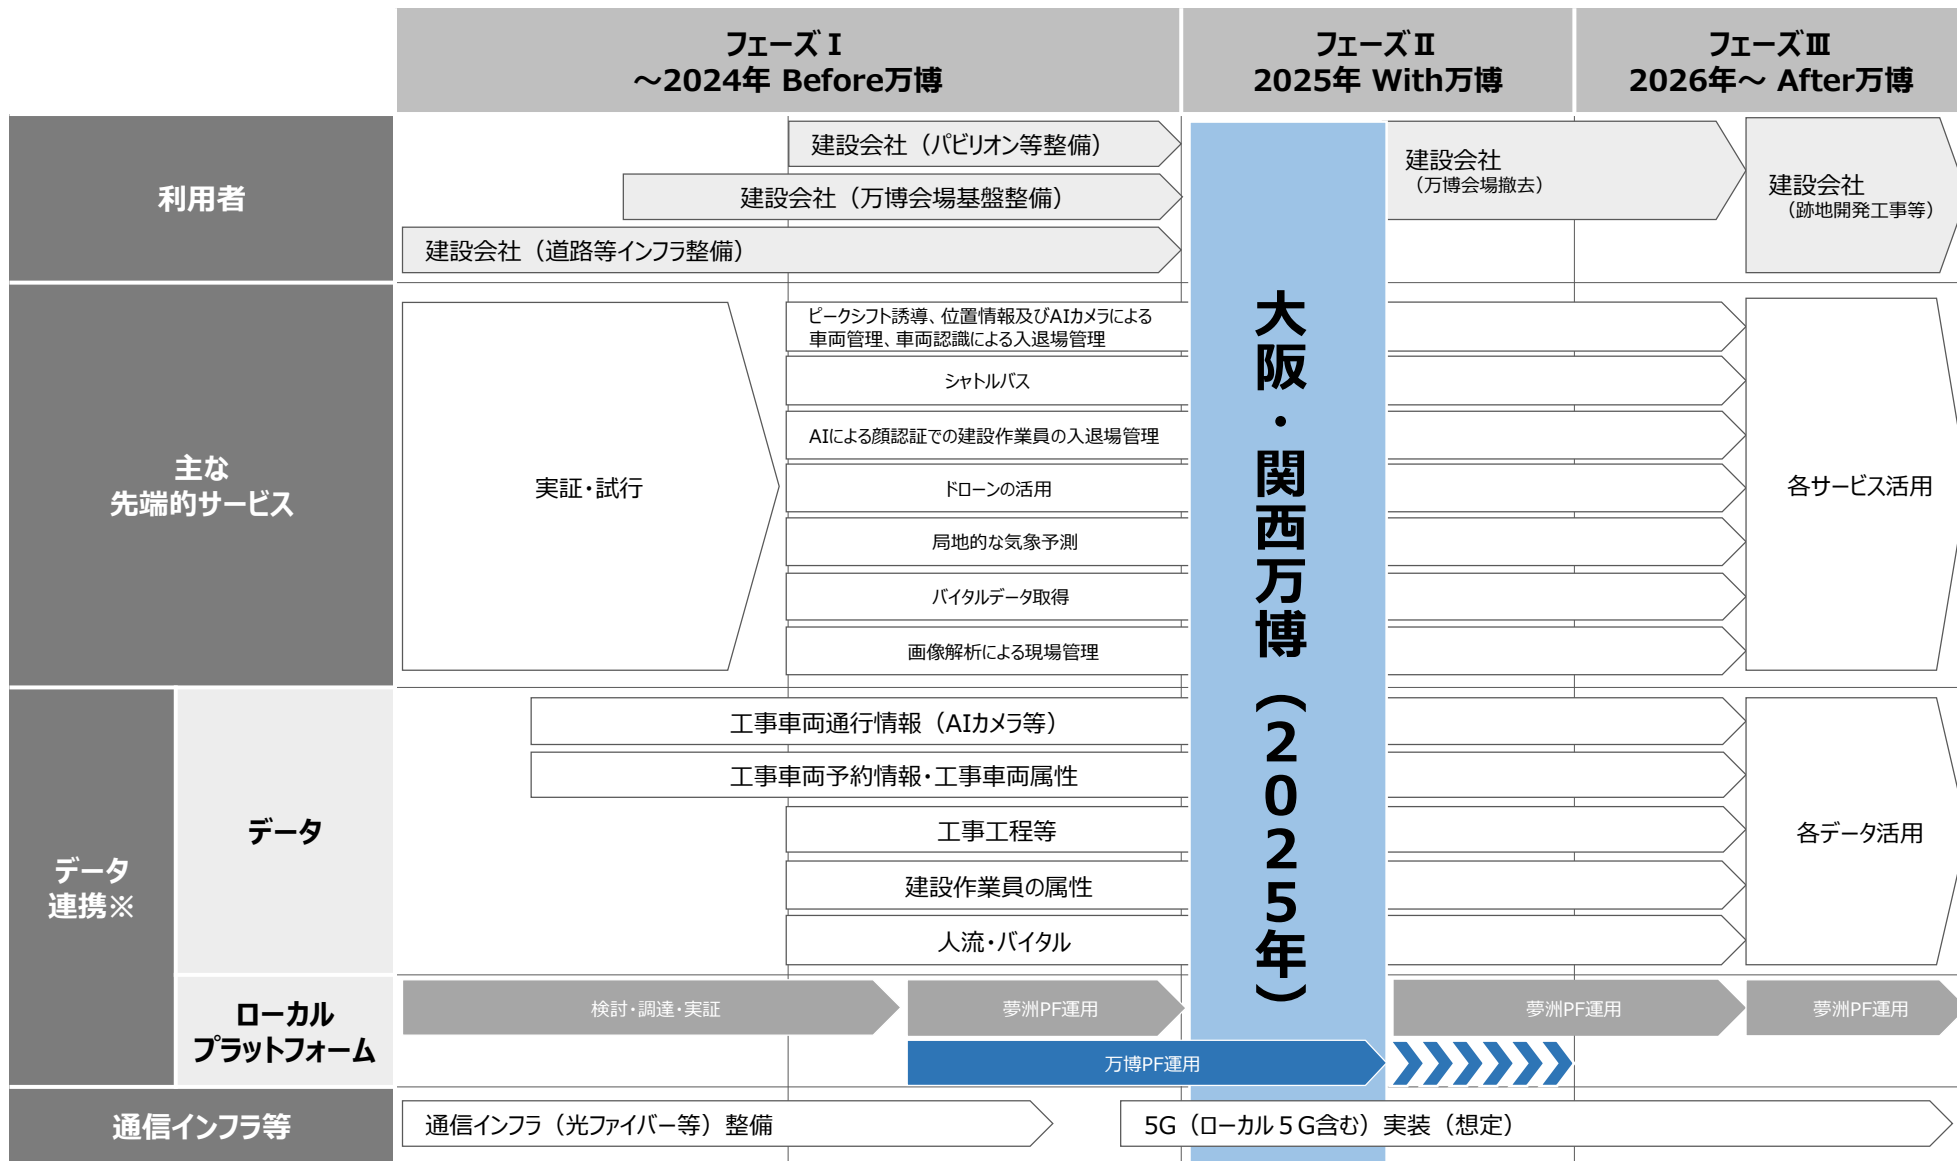 フェーズⅠ
～2024年 Before万博
フェーズⅡ
2025年 With万博
フェーズⅢ
2026年～ After万博
利用者
建設会社（パビリオン等整備）
建設会社（万博会場基盤整備）
建設会社（道路等インフラ整備）
建設会社
（万博会場撤去）
建設会社
（跡地開発工事等）
主な
先端的サービス
実証・試行
ピークシフト誘導、位置情報及びAIカメラによる
車両管理、車両認識による入退場管理
シャトルバス
AIによる顔認証での建設作業員の入退場管理
ドローンの活用
局地的な気象予測
バイタルデータ取得
画像解析による現場管理
各サービス活用
大阪・関西万博（2025年）
データ
連携※
データ
工事車両通行情報（AIカメラ等）
工事車両予約情報・工事車両属性
工事工程等
建設作業員の属性
人流・バイタル
各データ活用
ローカル
プラットフォーム
検討・調達・実証
夢洲PF運用
夢洲PF運用
夢洲PF運用
万博PF運用
通信インフラ等
通信インフラ（光ファイバー等）整備
5G（ローカル５G含む）実装（想定）